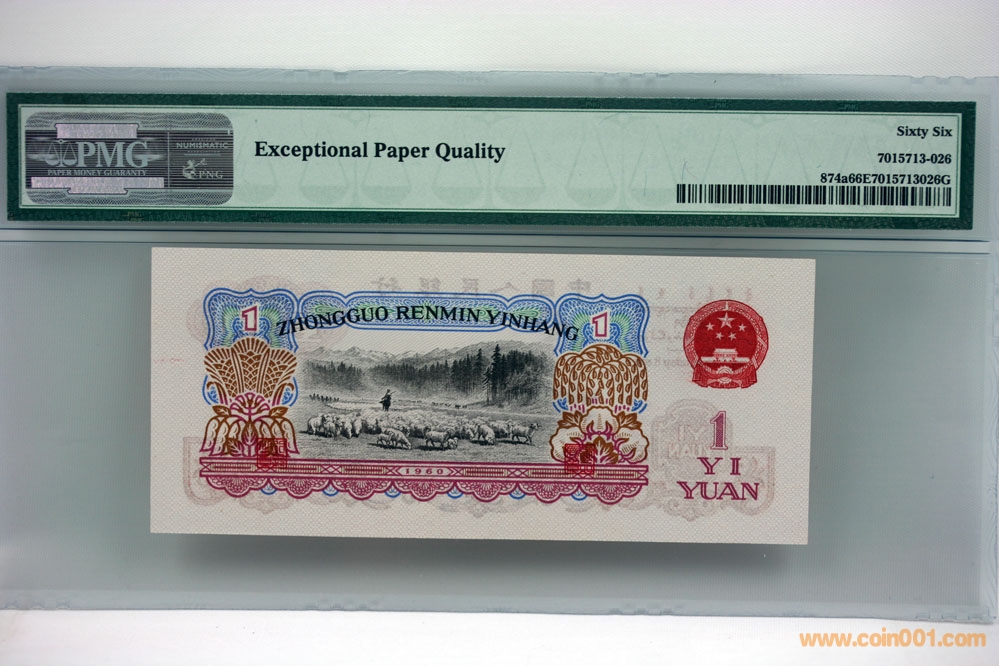 PMG
PAPER MONEY GUARANTY
NUMISMATIC
PNG
Exceptional Paper Quality
Sixty Six
7015713-026
874a66E7015713026G
1
ZHONGGUO RENMIN YINHANG
1
1960
1
YI
YUAN
www.coin001.com